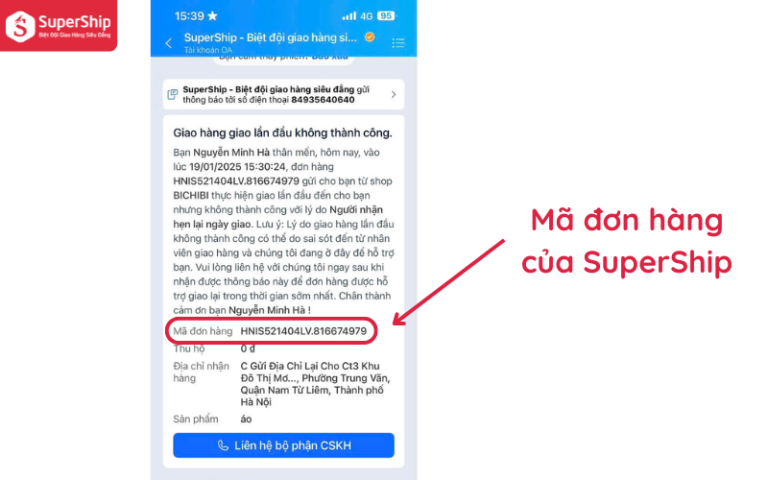 SuperShip
Biệt Đội Giao Hàng Siêu Đẳng
15:39
4G 95
SuperShip - Biệt đội giao hàng si...
Tài khoản OA
SuperShip - Biệt đội giao hàng siêu đẳng gửi
thông báo tới số điện thoại 84935640640
Giao hàng giao lần đầu không thành công.
Bạn Nguyễn Minh Hà thân mến, hôm nay, vào
lúc 19/01/2025 15:30:24, đơn hàng
HNIS521404LV.816674979 gửi cho bạn từ shop
BICHIBI thực hiện giao lần đầu đến cho bạn
nhưng không thành công với lý do Người nhận
hẹn lại ngày giao. Lưu ý: Lý do giao hàng lần đầu
không thành công có thể do sai sót đến từ nhân
viên giao hàng và chúng tôi đang ở đây để hỗ trợ
bạn. Vui lòng liên hệ với chúng tôi ngay sau khi
nhận được thông báo này để đơn hàng được hỗ
trợ giao lại trong thời gian sớm nhất. Chân thành
cảm ơn bạn Nguyễn Minh Hà !
Mã đơn hàng HNIS521404LV.816674979
Thu hộ 0 đ
Địa chỉ nhận C Gửi Địa Chỉ Lại Cho Ct3 Khu
hàng Đô Thị Mơ..., Phường Trung Văn,
Quận Nam Từ Liêm, Thành phố
Hà Nội
Sản phẩm áo
Liên hệ bộ phận CSKH
Mã đơn hàng
của SuperShip